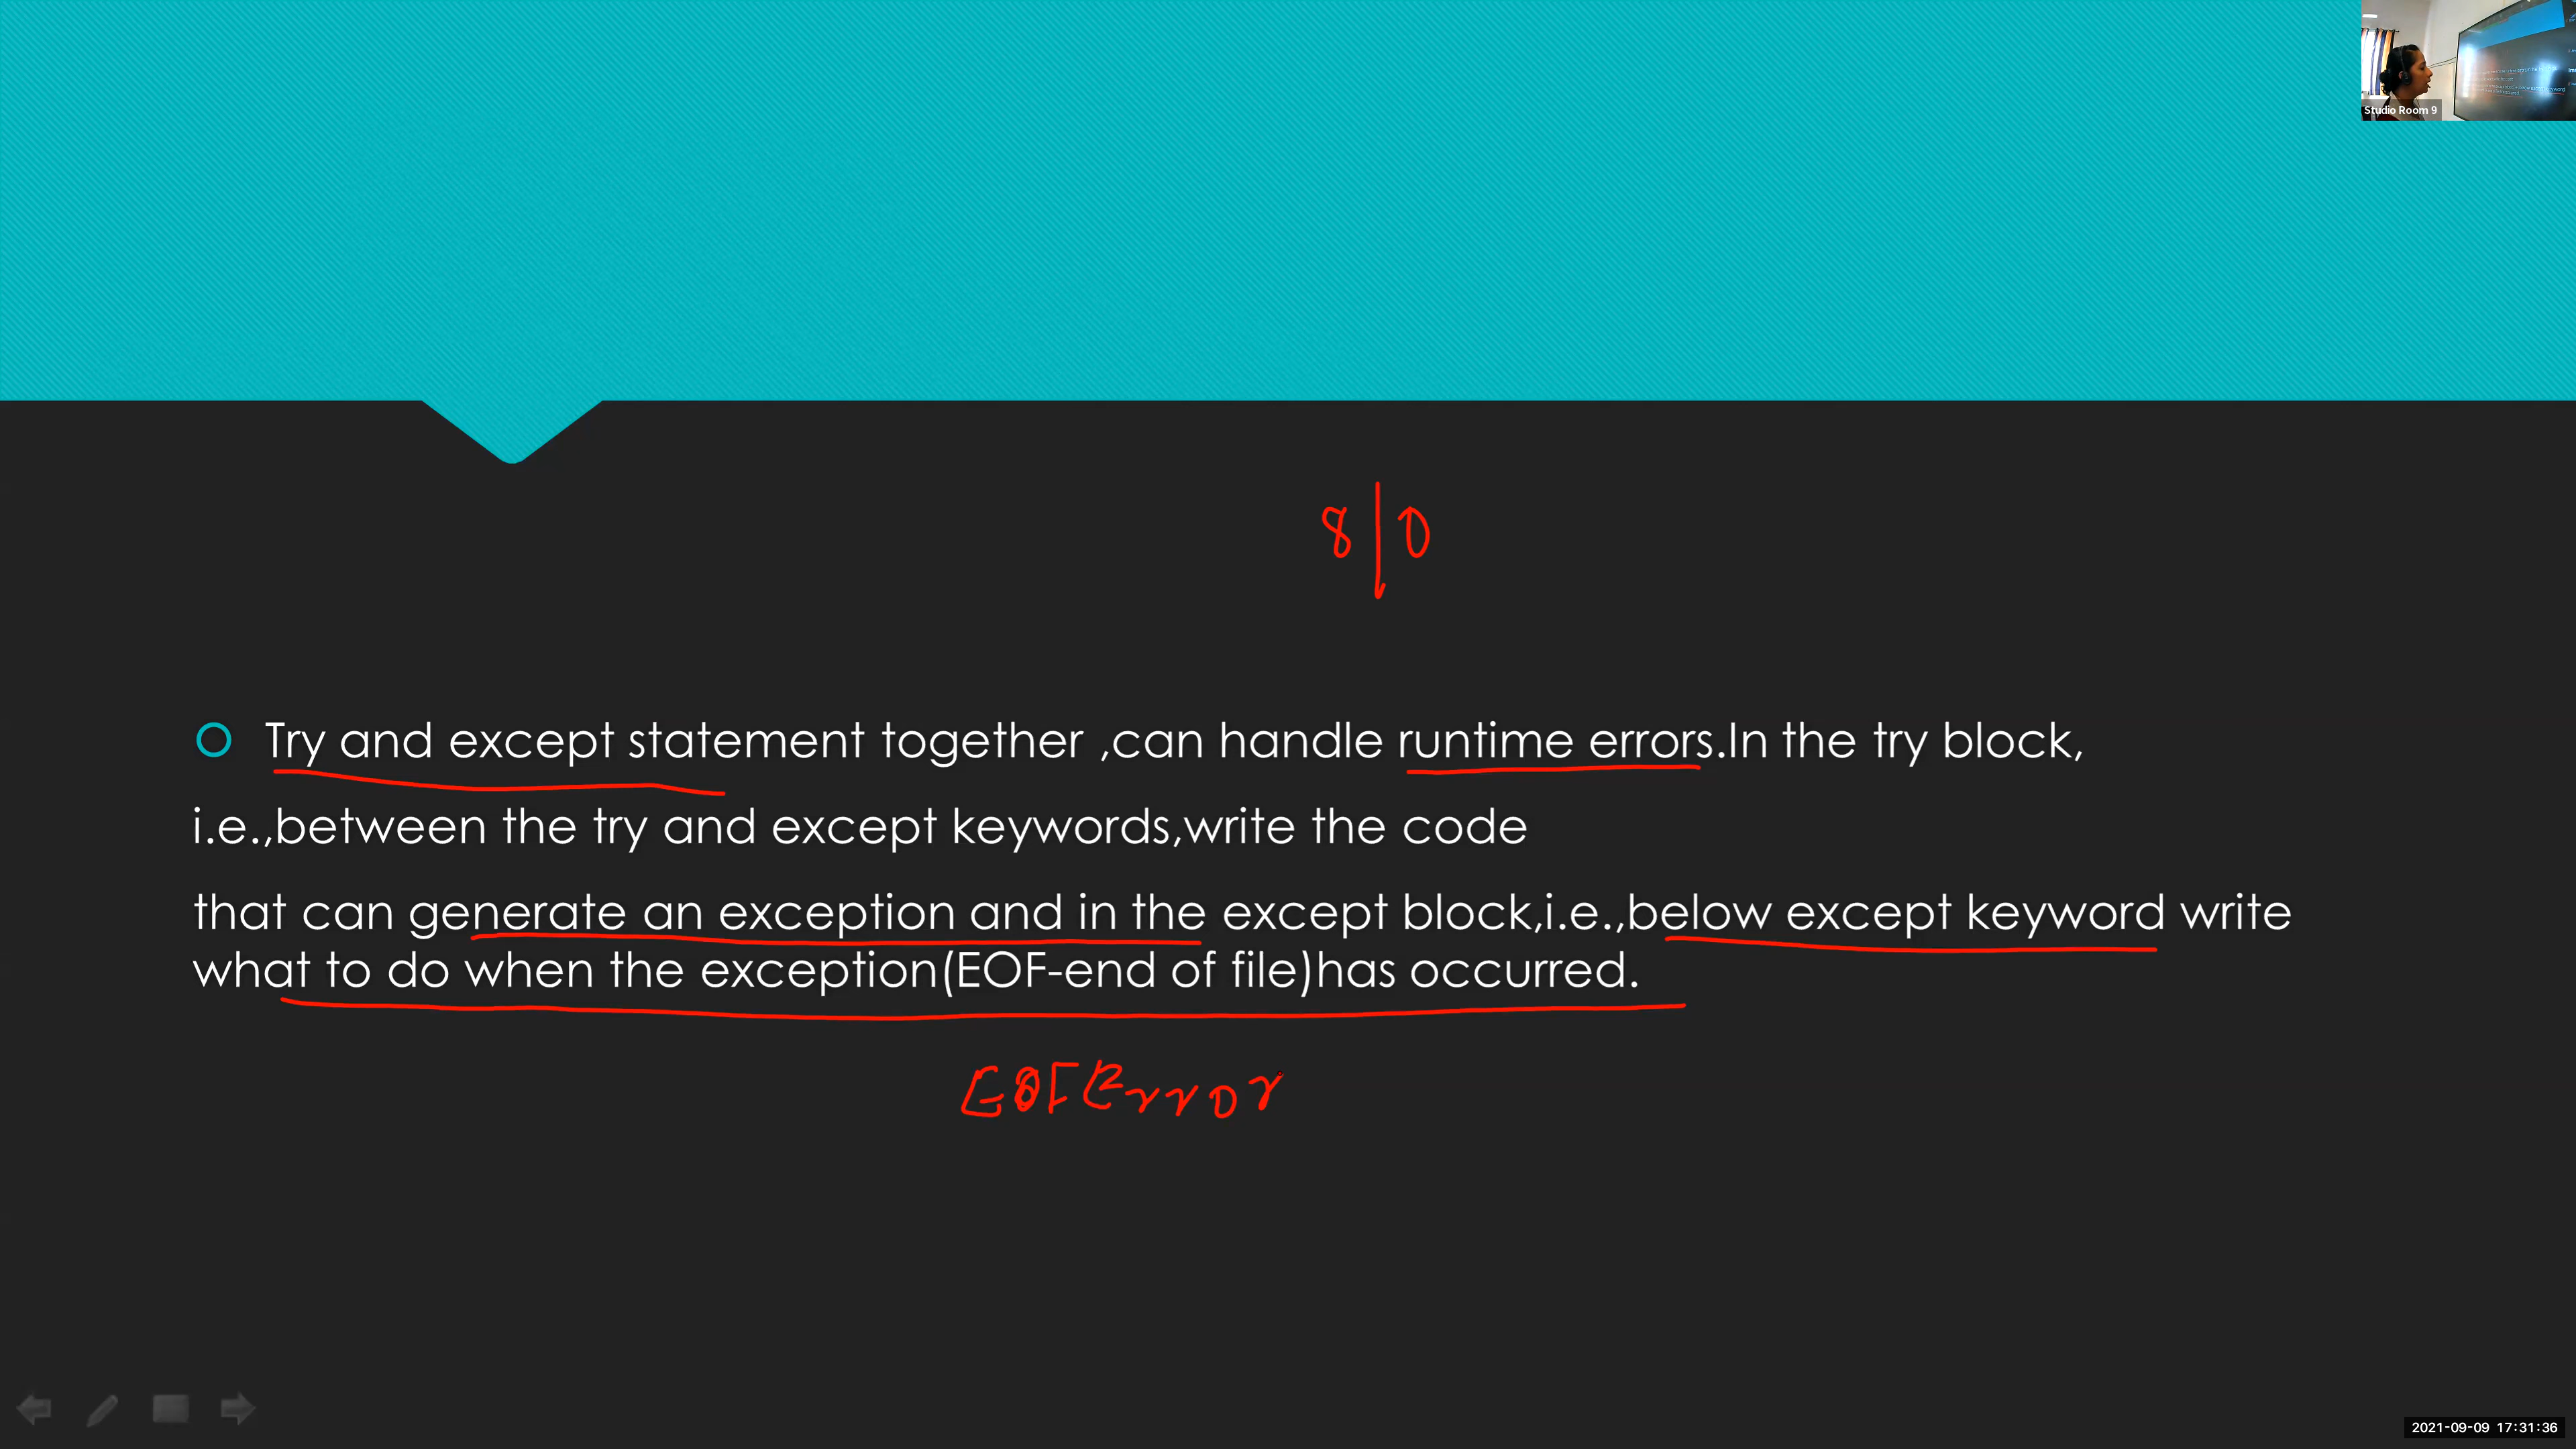 Studio Room 9
8|0
Try and except statement together ,can handle runtime errors.In the try block,
i.e.,between the try and except keywords,write the code
that can generate an exception and in the except block,i.e.,below except keyword write
what to do when the exception(EOF-end of file)has occurred.
EOFError
2021-09-09 17:31:36